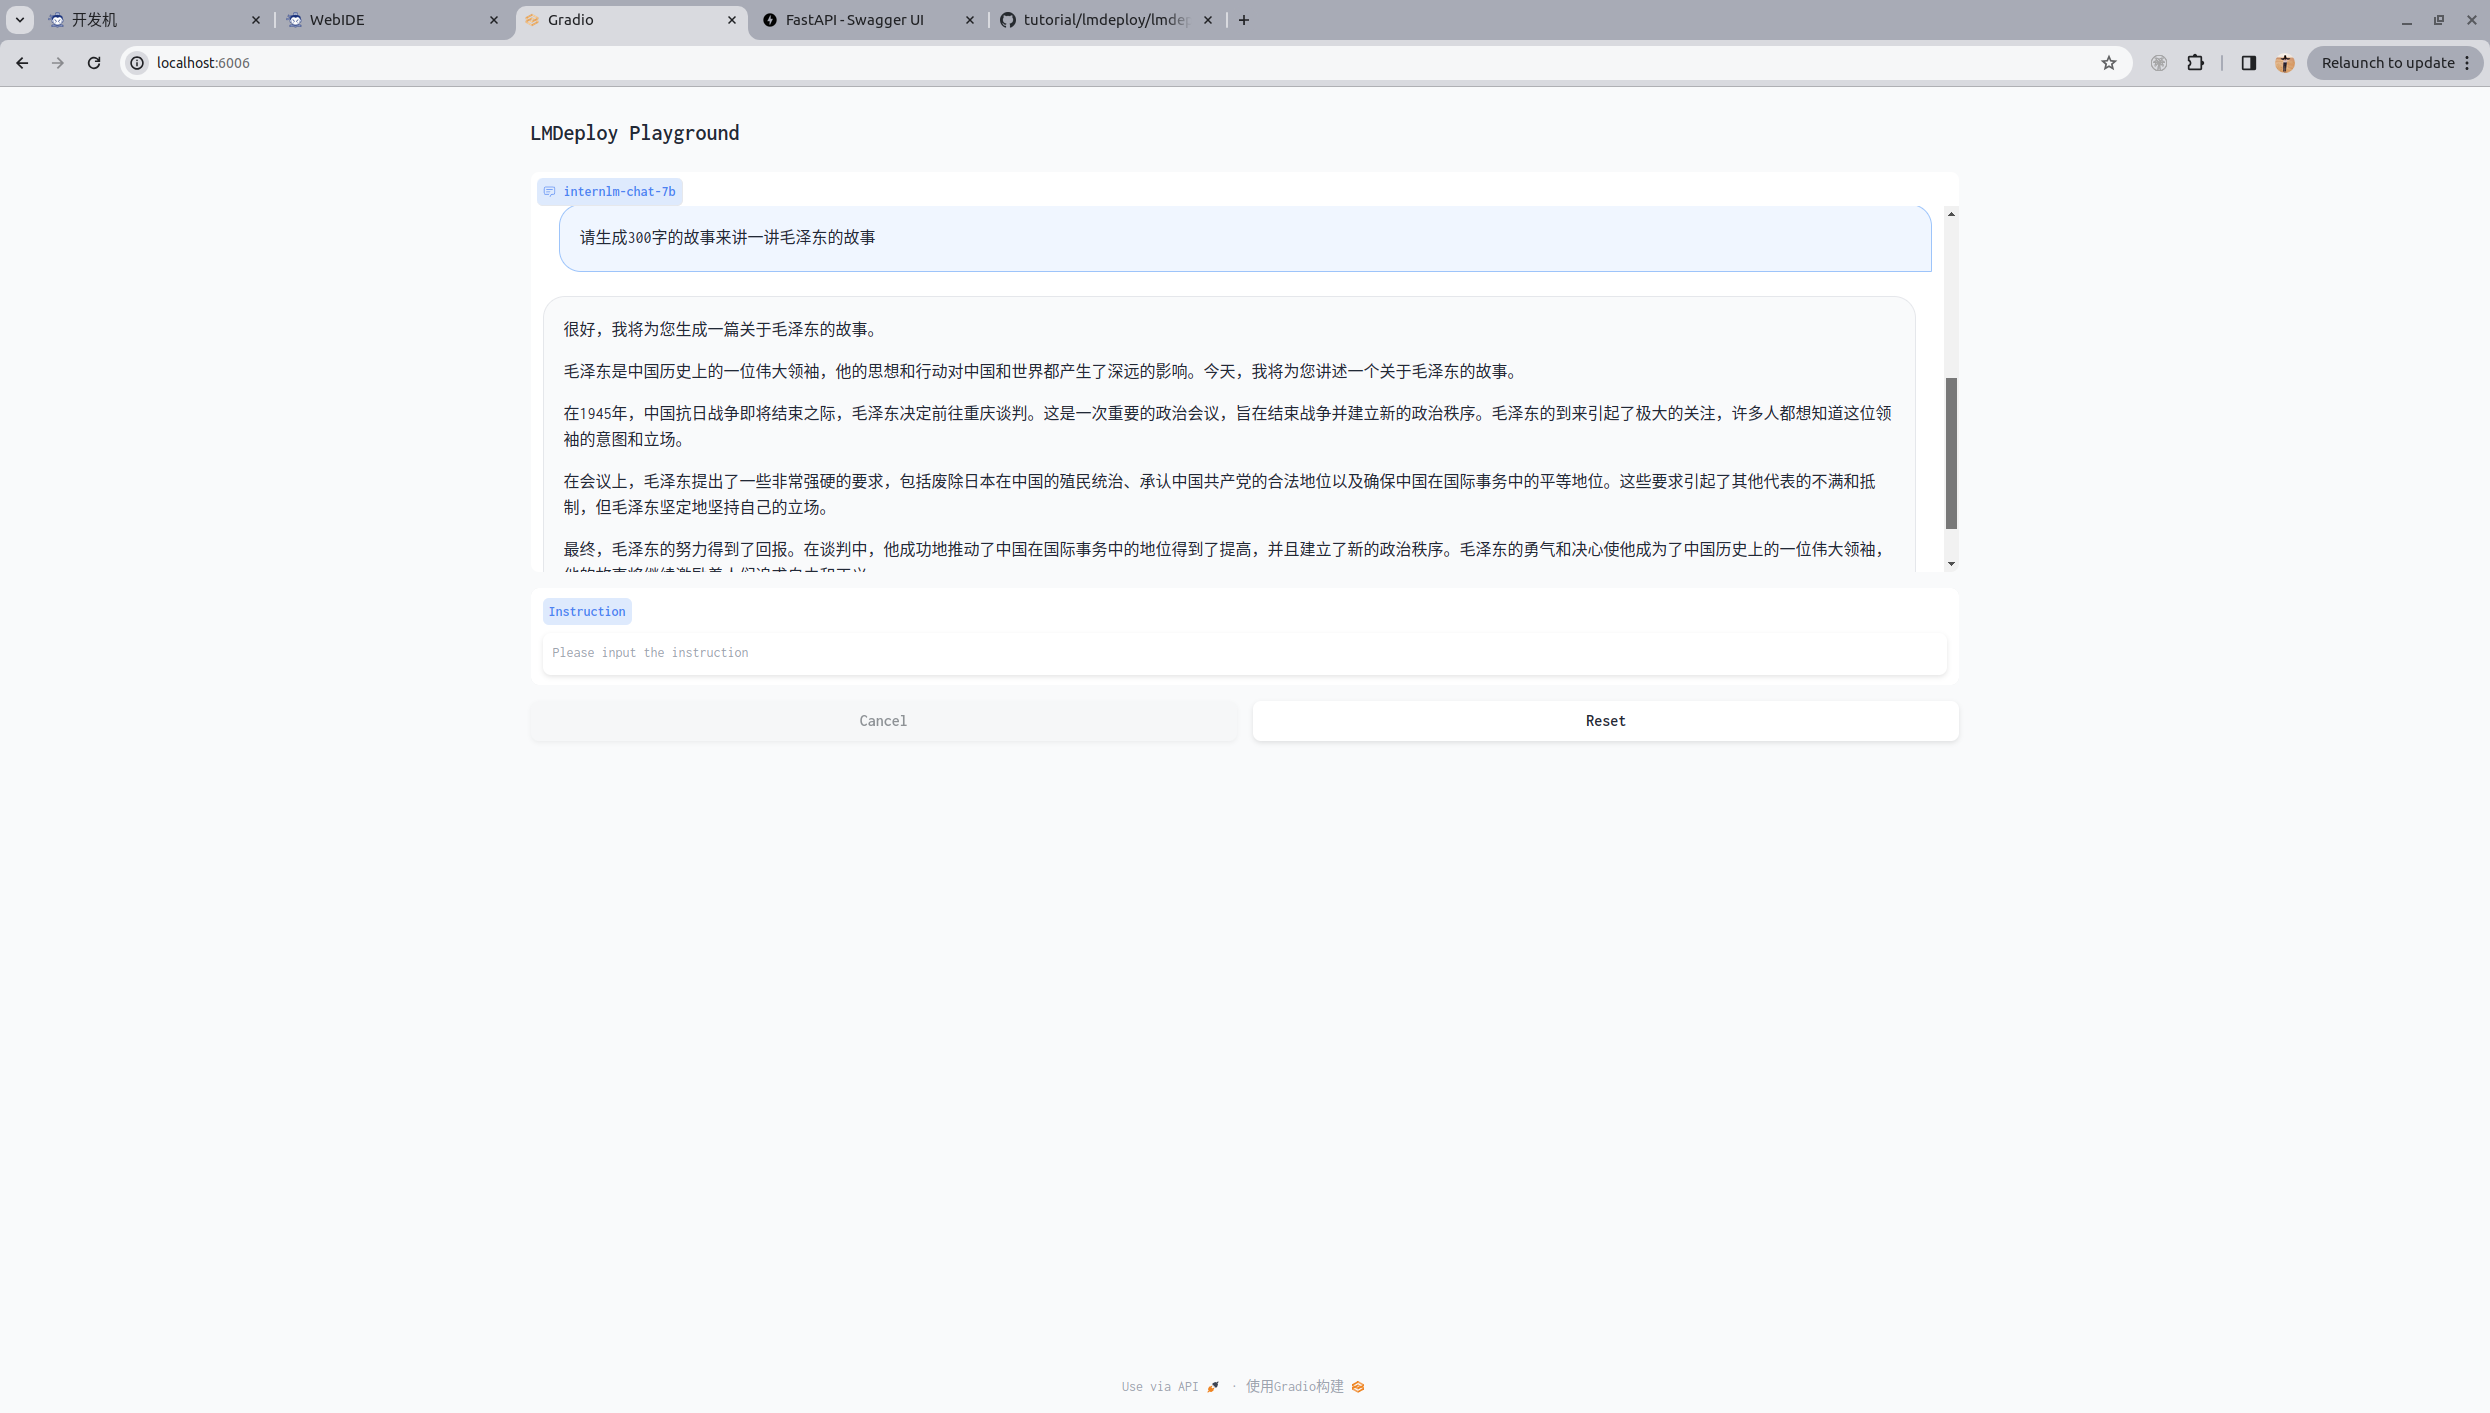 开发机
WebIDE
Gradio
FastAPI - Swagger UI
tutorial/lmdeploy/lmde
localhost:6006
Relaunch to update
LMDeploy Playground
internlm-chat-7b
请生成300字的故事来讲一讲毛泽东的故事
很好，我将为您生成一篇关于毛泽东的故事。
毛泽东是中国历史上的一位伟大领袖，他的思想和行动对中国和世界都产生了深远的影响。今天，我将为您讲述一个关于毛泽东的故事。
在1945年，中国抗日战争即将结束之际，毛泽东决定前往重庆谈判。这是一次重要的政治会议，旨在结束战争并建立新的政治秩序。毛泽东的到来引起了极大的关注，许多人都想知道这位领
袖的意图和立场。
在会议上，毛泽东提出了一些非常强硬的要求，包括废除日本在中国的殖民统治、承认中国共产党的合法地位以及确保中国在国际事务中的平等地位。这些要求引起了其他代表的不满和抵
制，但毛泽东坚定地坚持自己的立场。
最终，毛泽东的努力得到了回报。在谈判中，他成功地推动了中国在国际事务中的地位得到了提高，并且建立了新的政治秩序。毛泽东的勇气和决心使他成为了中国历史上的一位伟大领袖，
Instruction
Please input the instruction
Cancel
Reset
Use via API · 使用Gradio构建